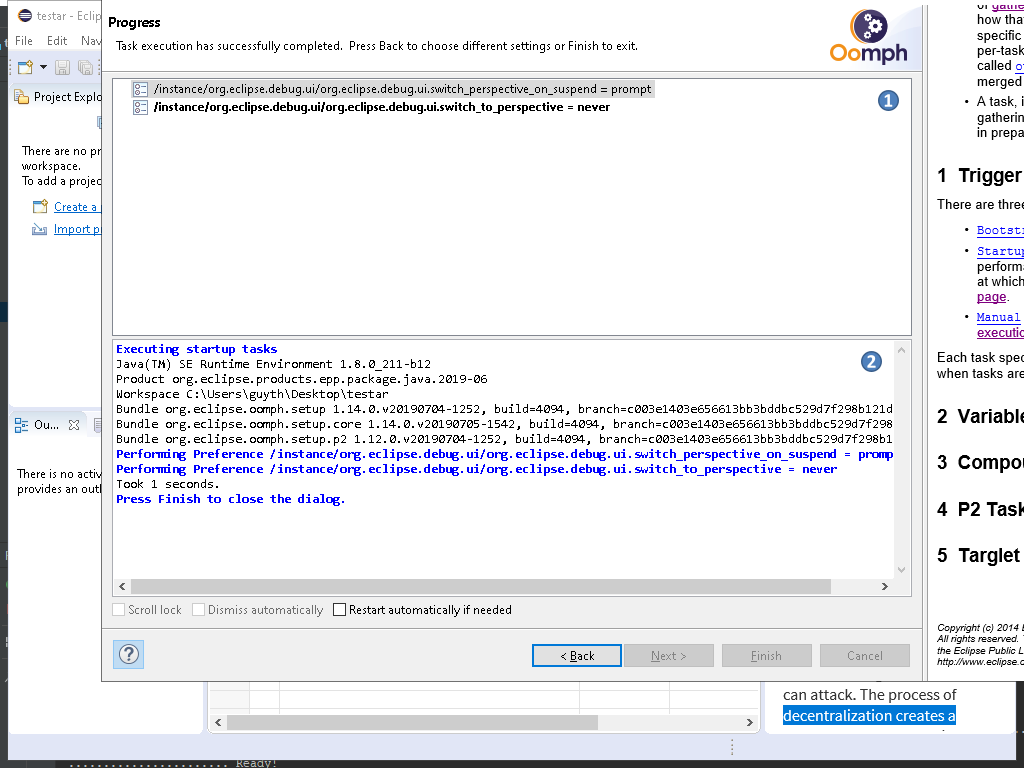 testar - Eclip
File Edit Nav
Project Explo
There are no pr
workspace.
To add a projec
Create a
Import p
Ou...
There is no activ
provides an outl
Progress
Task execution has successfully completed. Press Back to choose different settings or Finish to exit.
Oomph
/instance/org.eclipse.debug.ui/org.eclipse.debug.ui.switch_perspective_on_suspend = prompt
/instance/org.eclipse.debug.ui/org.eclipse.debug.ui.switch_to_perspective = never
1
Executing startup tasks
Java(TM) SE Runtime Environment 1.8.0_211-b12
Product org.eclipse.products.epp.package.java.2019-06
Workspace C:\Users\guyth\Desktop\testar
Bundle org.eclipse.oomph.setup 1.14.0.v20190704-1252, build=4094, branch=c003e1403e656613bb3bddbc529d7f298b121d
Bundle org.eclipse.oomph.setup.core 1.14.0.v20190705-1542, build=4094, branch=c003e1403e656613bb3bddbc529d7f298
Bundle org.eclipse.oomph.setup.p2 1.12.0.v20190704-1252, build=4094, branch=c003e1403e656613bb3bddbc529d7f298b1
Performing Preference /instance/org.eclipse.debug.ui/org.eclipse.debug.ui.switch_perspective_on_suspend = promp
Performing Preference /instance/org.eclipse.debug.ui/org.eclipse.debug.ui.switch_to_perspective = never
Took 1 seconds.
Press Finish to close the dialog.
2
Scroll lock Dismiss automatically Restart automatically if needed
? < Back Next > Finish Cancel
of gathe
how tha
specific
per-task
called o
merged
• A task, i
gatherin
in prepa
1 Trigger
There are three
• Bootst
• Startup
perform
at which
page.
• Manual
executio
Each task spec
when tasks are
2 Variable
3 Compou
4 P2 Task
5 Targlet
Copyright (c) 2014 E
All rights reserved.
the Eclipse Public L
http://www.eclipse.o
can attack. The process of
decentralization creates a
Ready!